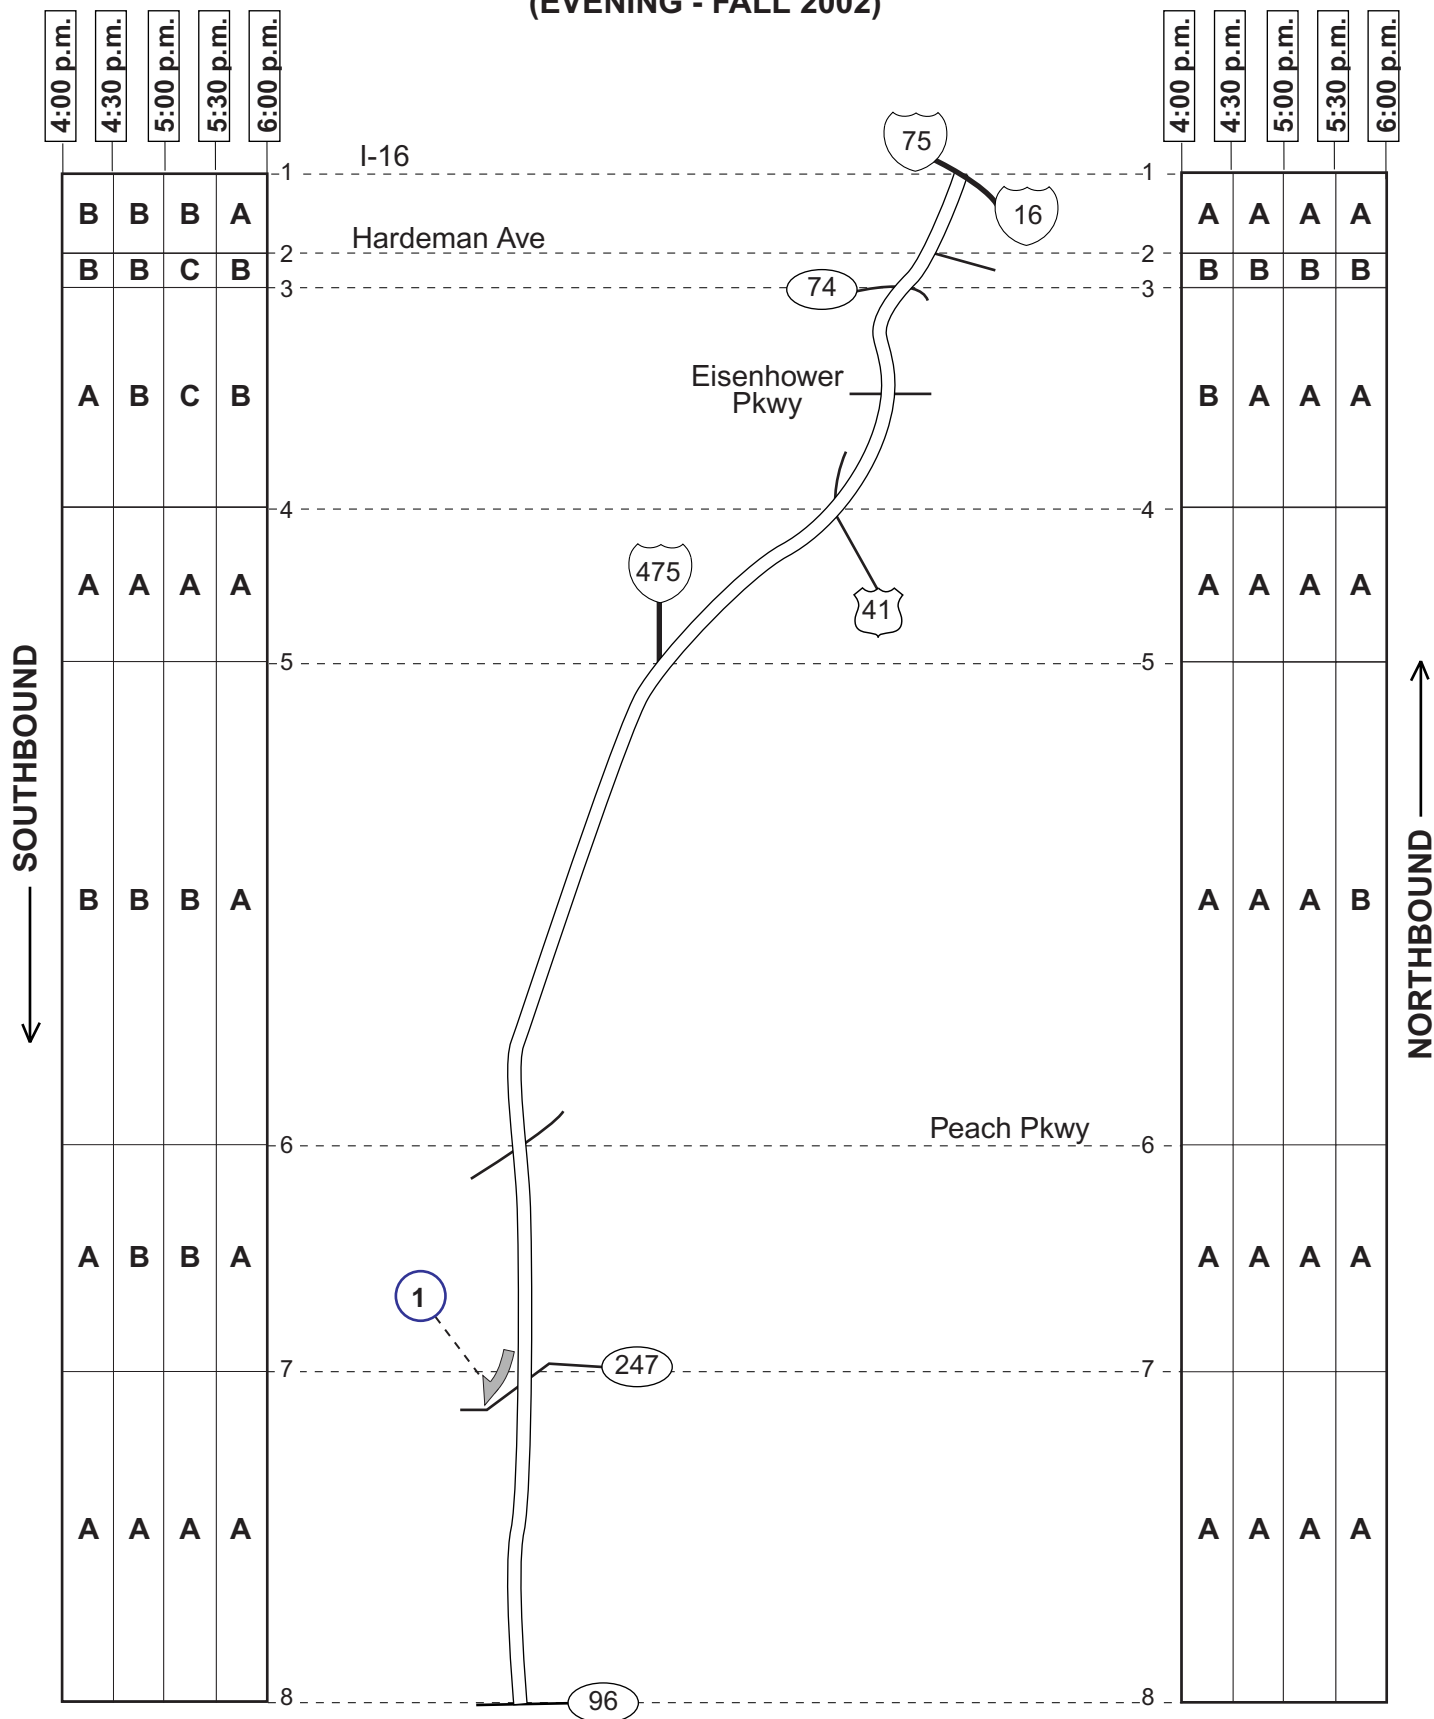 (EVENING - FALL 2002)
4:00 p.m. 4:30 p.m. 5:00 p.m. 5:30 p.m. 6:00 p.m.
4:00 p.m. 4:30 p.m. 5:00 p.m. 5:30 p.m. 6:00 p.m.
75
I-16
1 1
B B B A
16
A A A A
Hardeman Ave
2 2
B B C B
B B B B
3 74 3
Eisenhower
Pkwy
A B C B
B A A A
4 4
475
A A A A
A A A A
41
5 5
SOUTHBOUND
NORTHBOUND
B B B A
A A A B
Peach Pkwy
6 6
A B B A
A A A A
1
7 247 7
A A A A
A A A A
8 96 8